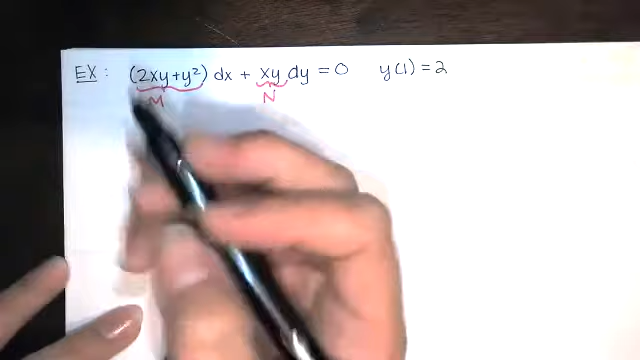 EX : (2xy+y²) dx + xy dy = 0 y(1) = 2
M N